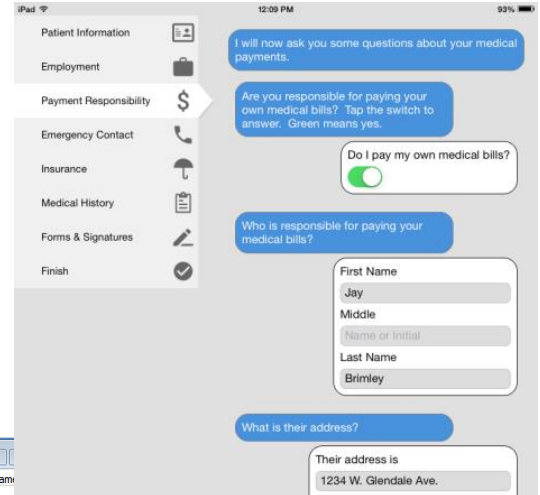 iPad
12:09 PM
93%
Patient Information
Employment
Payment Responsibility
Emergency Contact
Insurance
Medical History
Forms & Signatures
Finish
I will now ask you some questions about your medical
payments.
Are you responsible for paying your
own medical bills? Tap the switch to
answer. Green means yes.
Do I pay my own medical bills?
Who is responsible for paying your
medical bills?
First Name
Jay
Middle
Name or Initial
Last Name
Brimley
What is their address?
Their address is
1234 W. Glendale Ave.